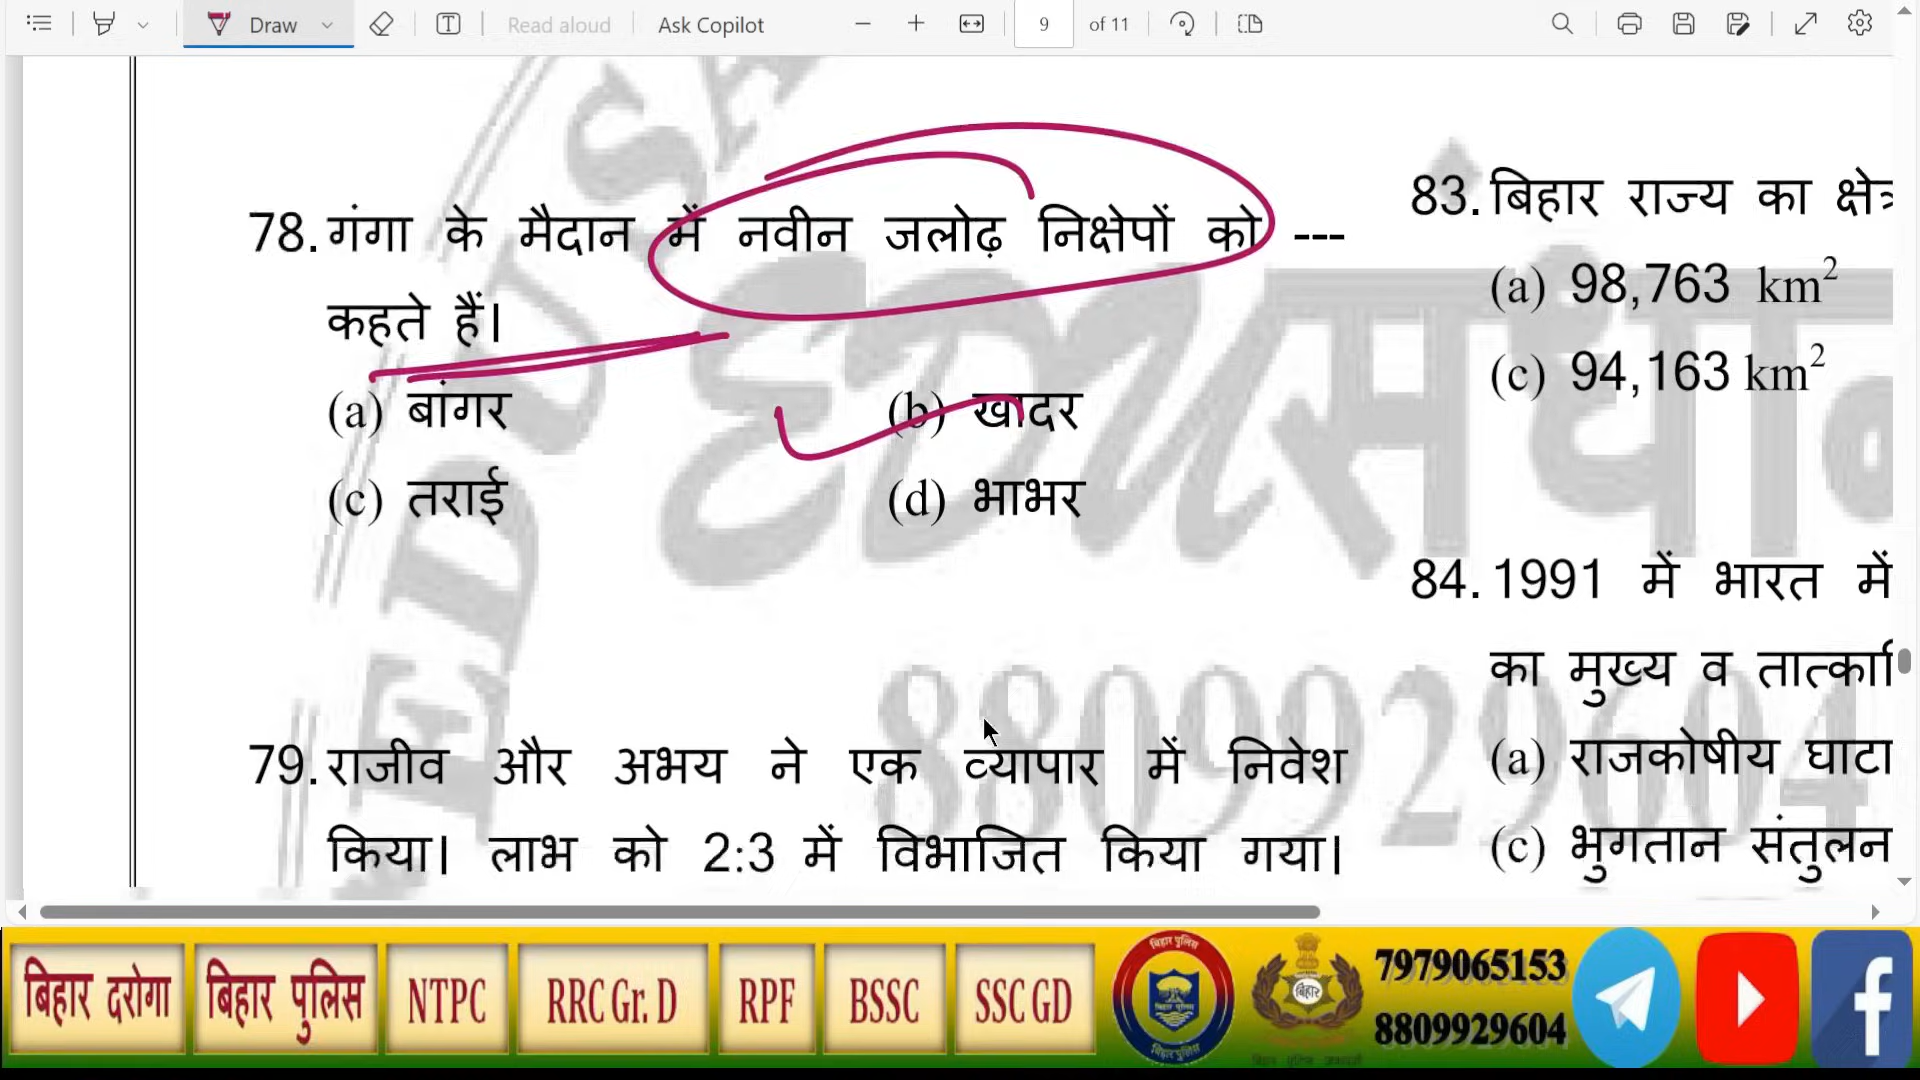 Draw
Read aloud
Ask Copilot
9
of 11
78. गंगा के मैदान में नवीन जलोढ़ निक्षेपों को ---
कहते हैं।
(a) बांगर
(b) खादर
(c) तराई
(d) भाभर
79. राजीव और अभय ने एक व्यापार में निवेश
किया। लाभ को 2:3 में विभाजित किया गया।
83. बिहार राज्य का
(a) 98,763 km²
(c) 94,163 km²
84. 1991 में भारत में
का मुख्य व
(a) राजकोषीय घाटा
(c) भुगतान संतुलन
EDUसंधान
8809929604
बिहार दरोगा
बिहार पुलिस
NTPC
RRC Gr. D
RPF
BSSC
SSC GD
बिहार पुलिस
बिहार
7979065153
8809929604